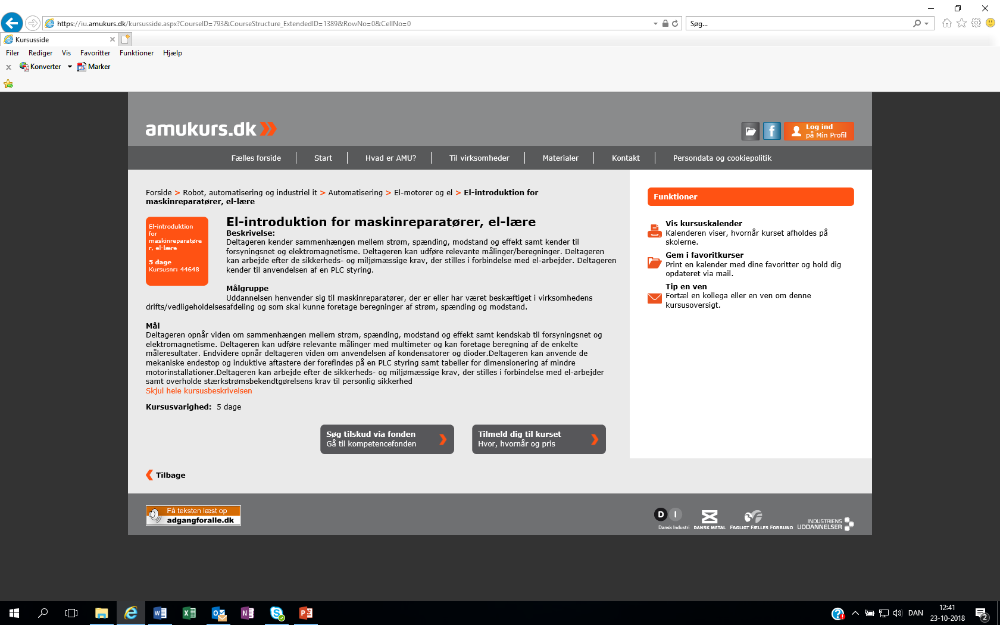 https://iu.amukurs.dk/kursusside.aspx?CourseID=793&CourseStructure_ExtendedID=1389&RowNo=0&CellNo=0
Søg...
Kursusside
Filer Rediger Vis Favoritter Funktioner Hjælp
x Konverter Marker
amukurs.dk
Log ind
på Min Profil
Fælles forside Start Hvad er AMU? Til virksomheder Materialer Kontakt Persondata og cookiepolitik
Forside > Robot, automatisering og industriel it > Automatisering > El-motorer og el > El-introduktion for
maskinreparatører, el-lære
El-introduktion
for
maskinreparatøre
r, el-lære
5 dage
Kursusnr: 44648
El-introduktion for maskinreparatører, el-lære
Beskrivelse:
Deltageren kender sammenhængen mellem strøm, spænding, modstand og effekt samt kender til
forsyningsnet og elektromagnetisme. Deltageren kan udføre relevante målinger/beregninger. Deltageren
kan arbejde efter de sikkerheds- og miljømæssige krav, der stilles i forbindelse med el-arbejder. Deltageren
kender til anvendelsen af en PLC styring.
Målgruppe
Uddannelsen henvender sig til maskinreparatører, der er eller har været beskæftiget i virksomhedens
drifts/vedligeholdelsesafdeling og som skal kunne foretage beregninger af strøm, spænding og modstand.
Mål
Deltageren opnår viden om sammenhængen mellem strøm, spænding, modstand og effekt samt kendskab til forsyningsnet og
elektromagnetisme. Deltageren kan udføre relevante målinger med multimeter og kan foretage beregning af de enkelte
måleresultater. Endvidere opnår deltageren viden om anvendelsen af kondensatorer og dioder.Deltageren kan anvende de
mekaniske endestop og induktive aftastere der forefindes på en PLC styring samt tabeller for dimensionering af mindre
motorinstallationer.Deltageren kan arbejde efter de sikkerheds- og miljømæssige krav, der stilles i forbindelse med el-arbejder
samt overholde stærkstrømsbekendtgørelsens krav til personlig sikkerhed
Skjul hele kursusbeskrivelsen
Kursusvarighed: 5 dage
Søg tilskud via fonden
Gå til kompetencefonden
Tilmeld dig til kurset
Hvor, hvornår og pris
Tilbage
Funktioner
Vis kursuskalender
Kalenderen viser, hvornår kurset afholdes på
skolerne.
Gem i favoritkurser
Print en kalender med dine favoritter og hold dig
opdateret via mail.
Tip en ven
Fortæl en kollega eller en ven om denne
kursusoversigt.
Få teksten læst op
adgangforalle.dk
D I
Dansk Industri
DANSK METAL
FAGLIGT FÆLLES FORBUND
INDUSTRIENS
UDDANNELSER
DAN
12:41
23-10-2018
2